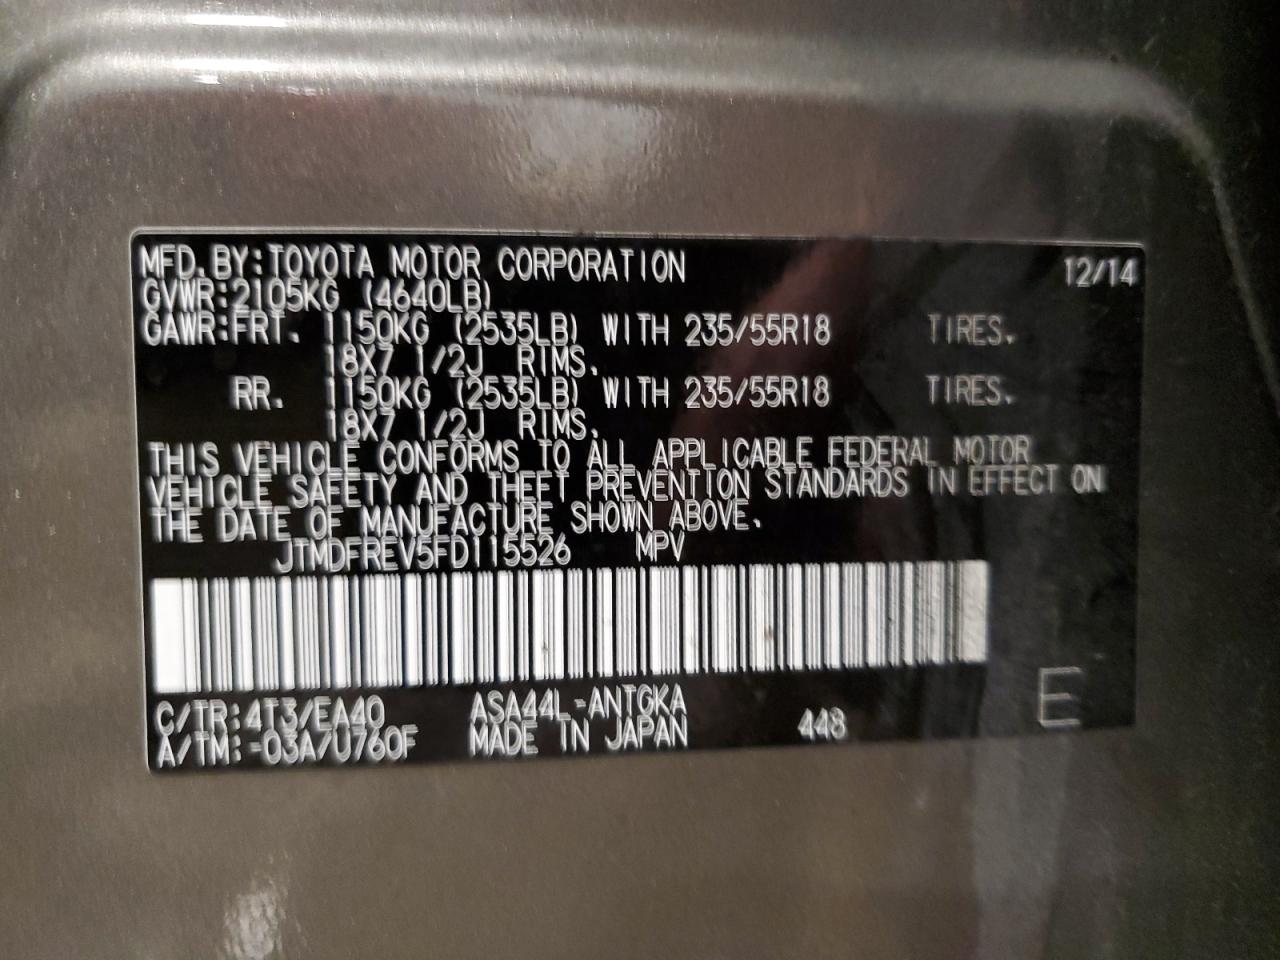 MFD. BY: TOYOTA MOTOR CORPORATION 12/14
GVWR: 2105KG (4640LB)
GAWR: FRT. 1150KG (2535LB) WITH 235/55R18 TIRES.
18X7 1/2J RIMS.
RR. 1150KG (2535LB) WITH 235/55R18 TIRES.
18X7 1/2J RIMS.
THIS VEHICLE CONFORMS TO ALL APPLICABLE FEDERAL MOTOR
VEHICLE SAFETY AND THEFT PREVENTION STANDARDS IN EFFECT ON
THE DATE OF MANUFACTURE SHOWN ABOVE.
JTMDFREV5FD115526 MPV
C/TR: 4T3/EA40 ASA44L-ANTGKA 448 E
A/TM: -03A/U760F MADE IN JAPAN